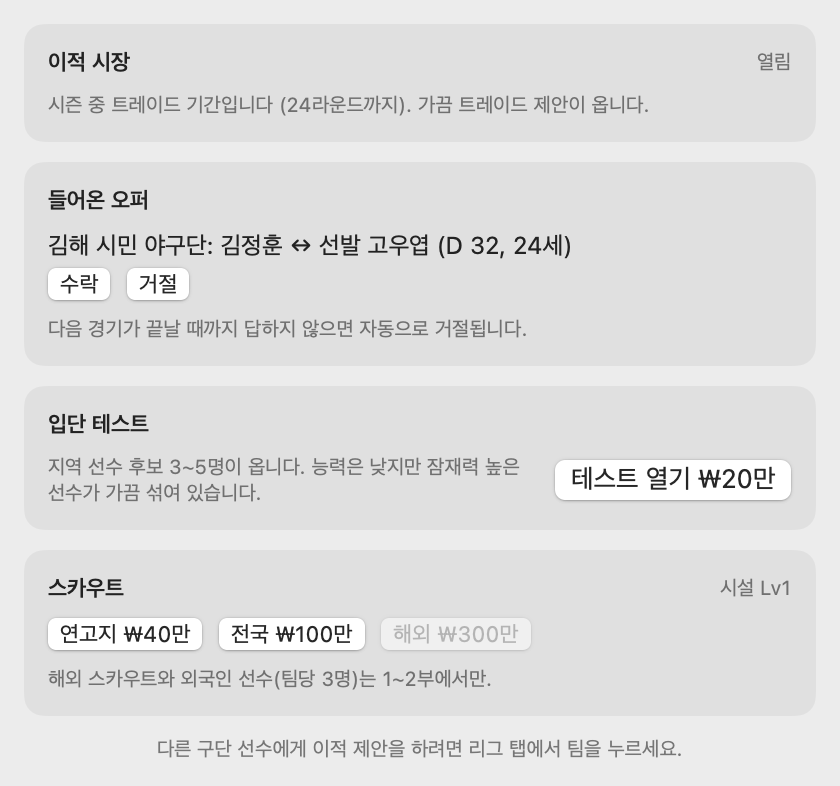 이적 시장
열림
시즌 중 트레이드 기간입니다 (24라운드까지). 가끔 트레이드 제안이 옵니다.
들어온 오퍼
김해 시민 야구단: 김정훈 ↔ 선발 고우엽 (D 32, 24세)
수락
거절
다음 경기가 끝날 때까지 답하지 않으면 자동으로 거절됩니다.
입단 테스트
지역 선수 후보 3~5명이 옵니다. 능력은 낮지만 잠재력 높은
선수가 가끔 섞여 있습니다.
테스트 열기 ₩20만
스카우트
시설 Lv1
연고지 ₩40만
전국 ₩100만
해외 ₩300만
해외 스카우트와 외국인 선수(팀당 3명)는 1~2부에서만.
다른 구단 선수에게 이적 제안을 하려면 리그 탭에서 팀을 누르세요.